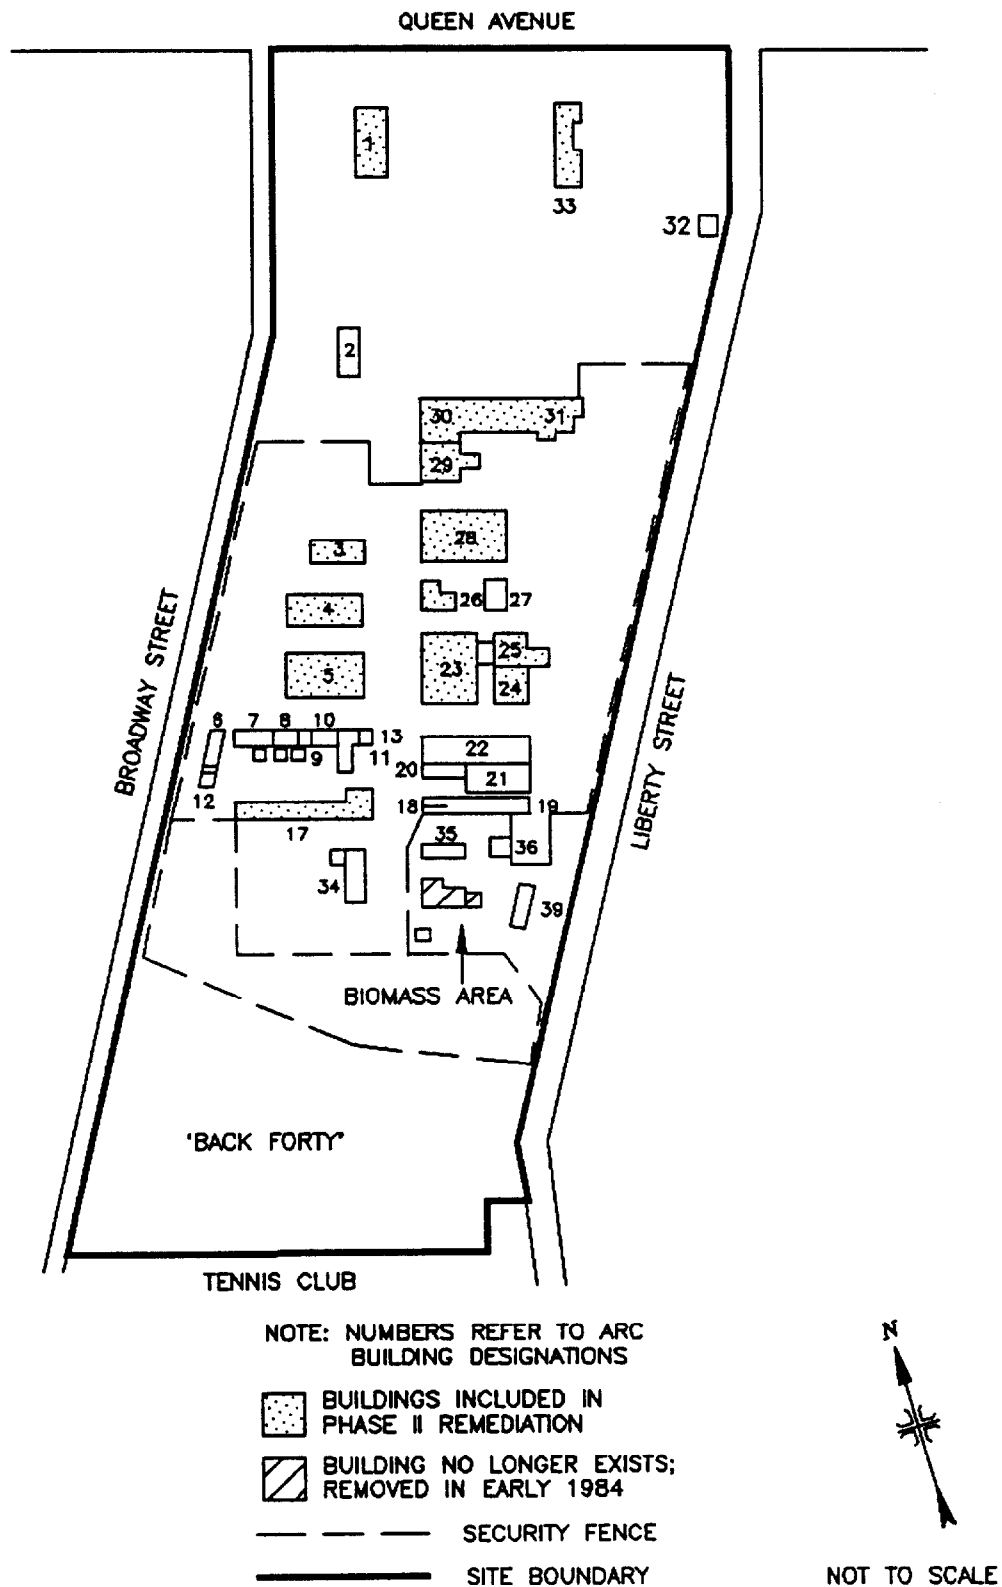 QUEEN AVENUE
1
33
32
2
30 31
29
3
28
4
26 27
5
23
25
24
BROADWAY STREET
LIBERTY STREET
6 7 8 10 13
9 11
12
22
20
21
18 19
17
35
36
34
39
BIOMASS AREA
'BACK FORTY'
TENNIS CLUB
NOTE: NUMBERS REFER TO ARC
BUILDING DESIGNATIONS
BUILDINGS INCLUDED IN
PHASE II REMEDIATION
BUILDING NO LONGER EXISTS;
REMOVED IN EARLY 1984
SECURITY FENCE
SITE BOUNDARY
N
NOT TO SCALE